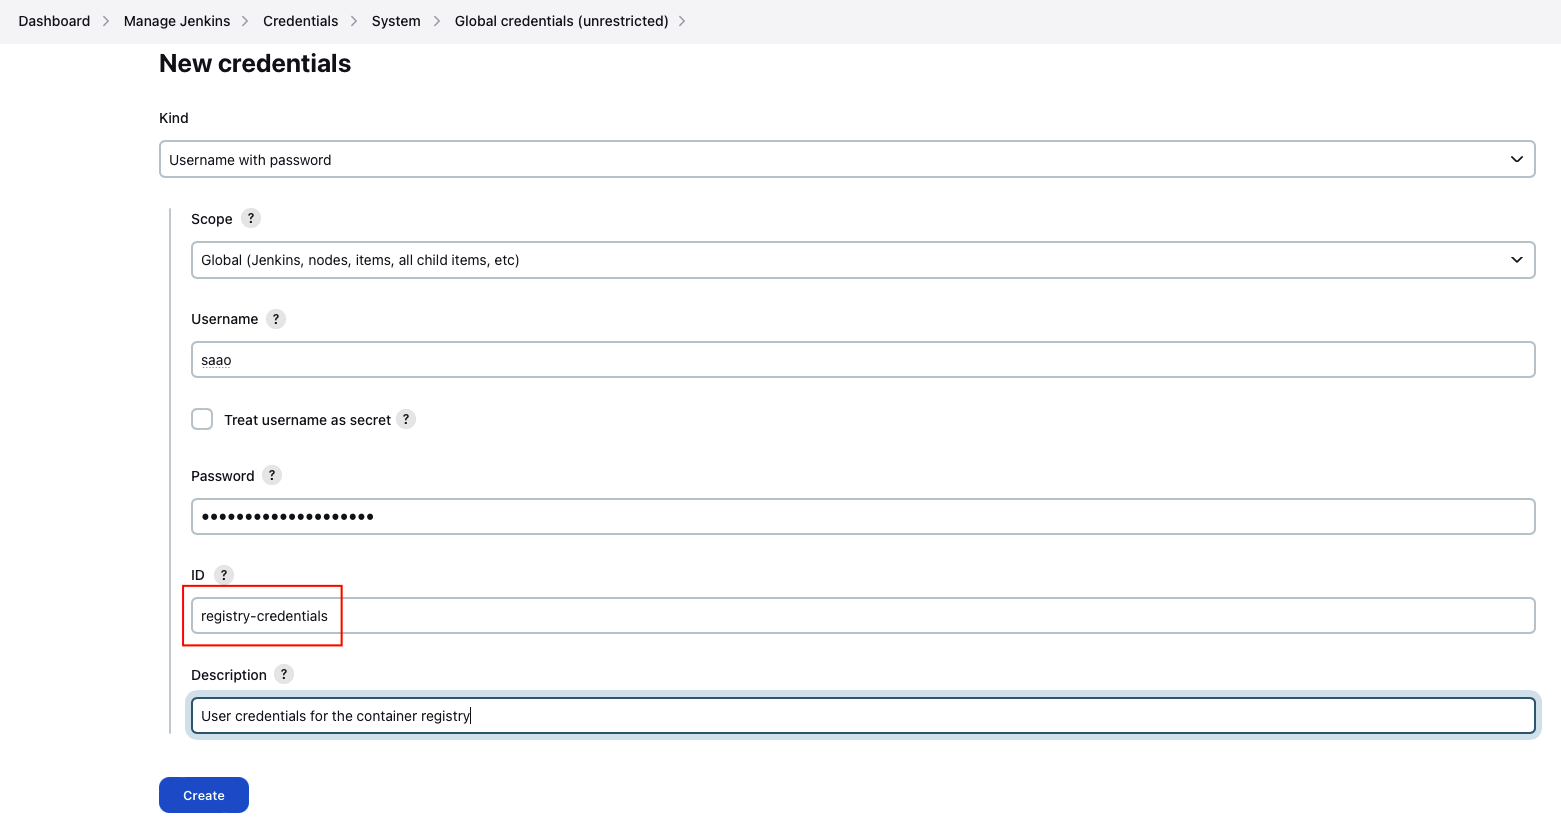 Dashboard > Manage Jenkins > Credentials > System > Global credentials (unrestricted) >
New credentials
Kind
Username with password
Scope ?
Global (Jenkins, nodes, items, all child items, etc)
Username ?
saao
Treat username as secret ?
Password ?
••••••••••••••••••••
ID ?
registry-credentials
Description ?
User credentials for the container registry
Create